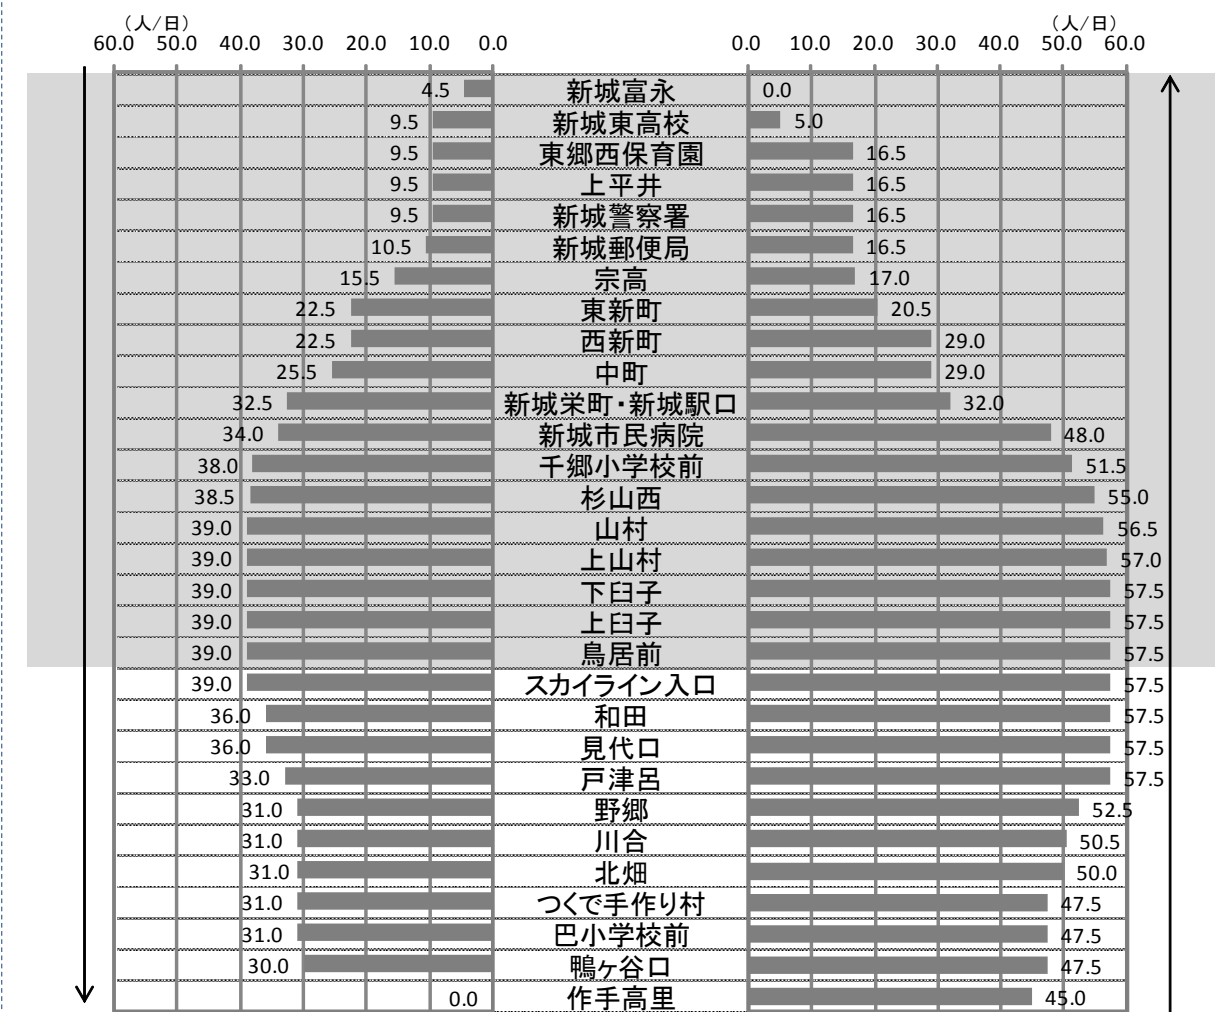 (人/日) (人/日)
60.0 50.0 40.0 30.0 20.0 10.0 0.0 0.0 10.0 20.0 30.0 40.0 50.0 60.0
4.5 新城富永 0.0
9.5 新城東高校 5.0
9.5 東郷西保育園 16.5
9.5 上平井 16.5
9.5 新城警察署 16.5
10.5 新城郵便局 16.5
15.5 宗高 17.0
22.5 東新町 20.5
22.5 西新町 29.0
25.5 中町 29.0
32.5 新城栄町・新城駅口 32.0
34.0 新城市民病院 48.0
38.0 千郷小学校前 51.5
38.5 杉山西 55.0
39.0 山村 56.5
39.0 上山村 57.0
39.0 下臼子 57.5
39.0 上臼子 57.5
39.0 鳥居前 57.5
39.0 スカイライン入口 57.5
36.0 和田 57.5
36.0 見代口 57.5
33.0 戸津呂 57.5
31.0 野郷 52.5
31.0 川合 50.5
31.0 北畑 50.0
31.0 つくで手作り村 47.5
31.0 巴小学校前 47.5
30.0 鴨ヶ谷口 47.5
0.0 作手高里 45.0